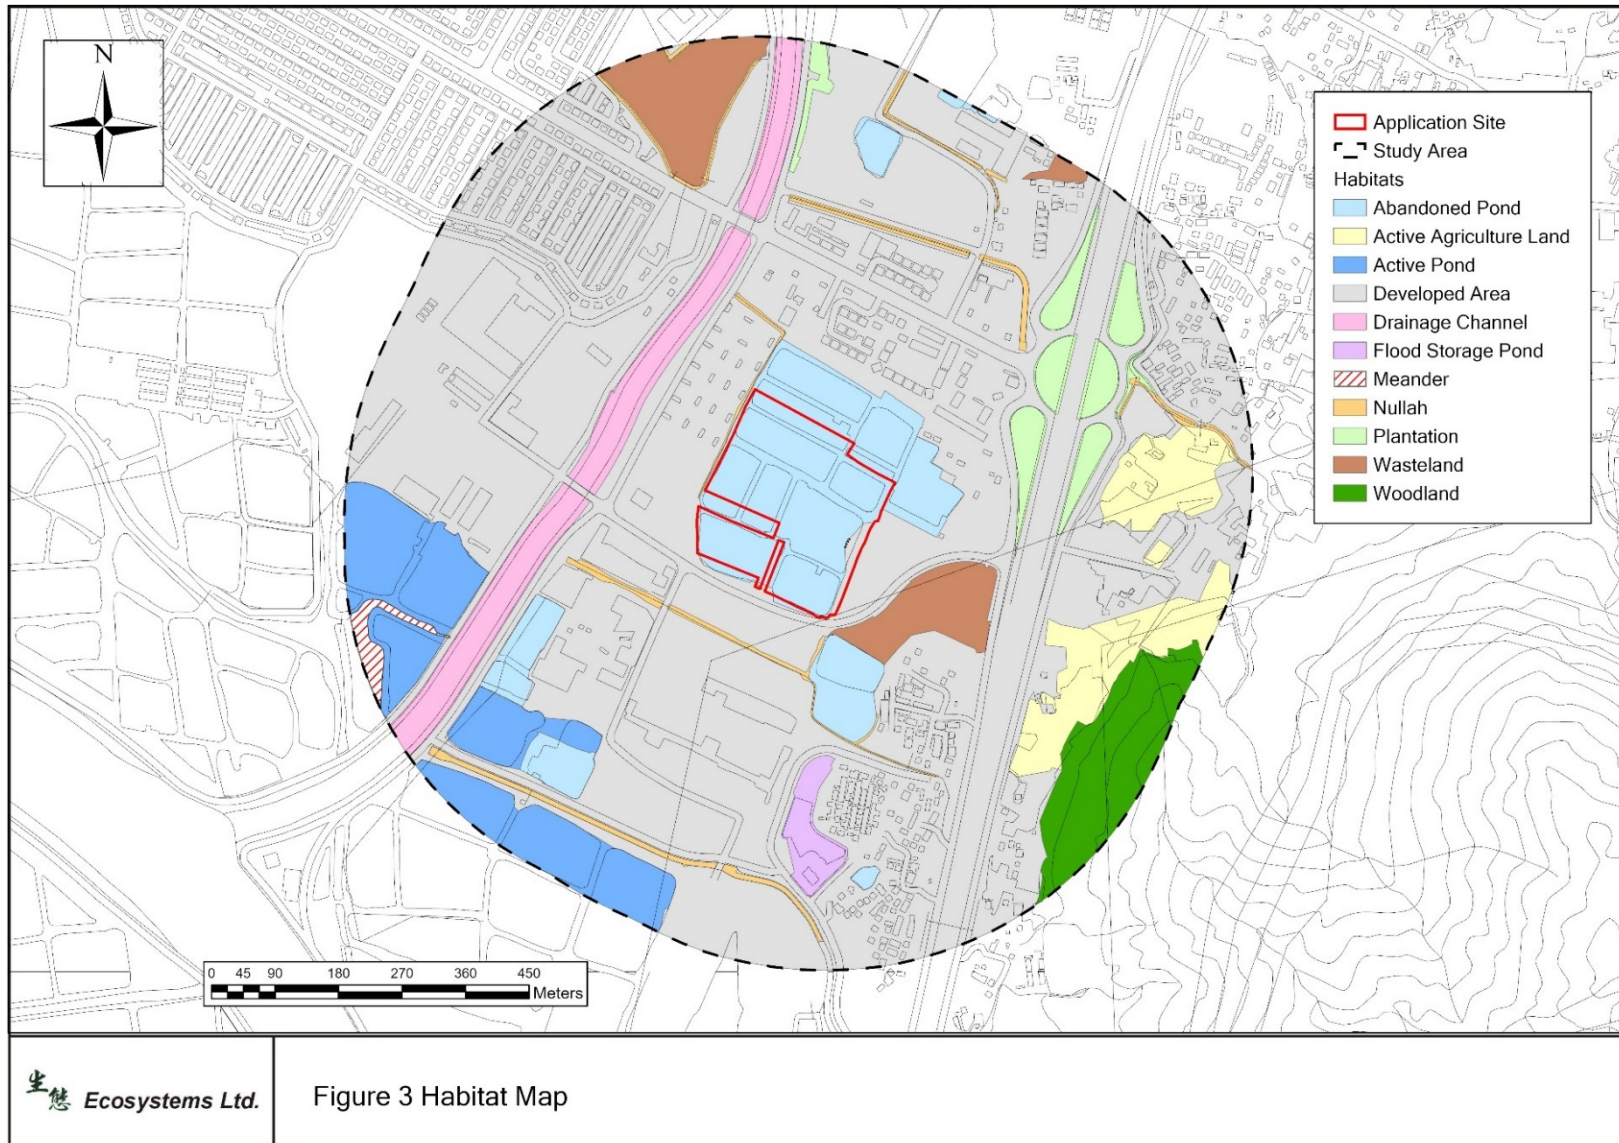 N
Application Site
Study Area
Habitats
Abandoned Pond
Active Agriculture Land
Active Pond
Developed Area
Drainage Channel
Flood Storage Pond
Meander
Nullah
Plantation
Wasteland
Woodland
0 45 90 180 270 360 450
Meters
生態 Ecosystems Ltd.
Figure 3 Habitat Map